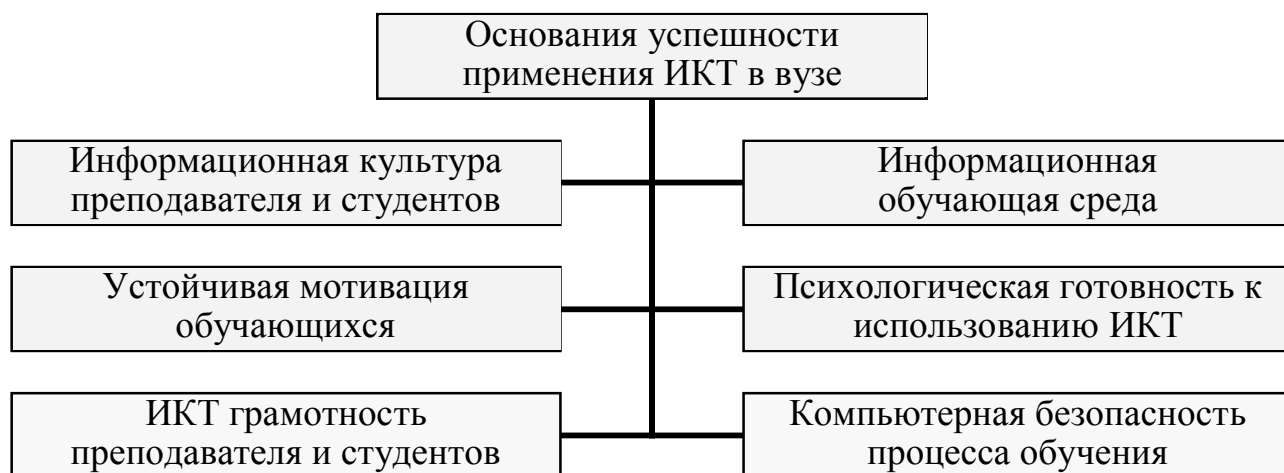 Основания успешности
применения ИКТ в вузе
Информационная культура
преподавателя и студентов
Информационная
обучающая среда
Устойчивая мотивация
обучающихся
Психологическая готовность к
использованию ИКТ
ИКТ грамотность
преподавателя и студентов
Компьютерная безопасность
процесса обучения